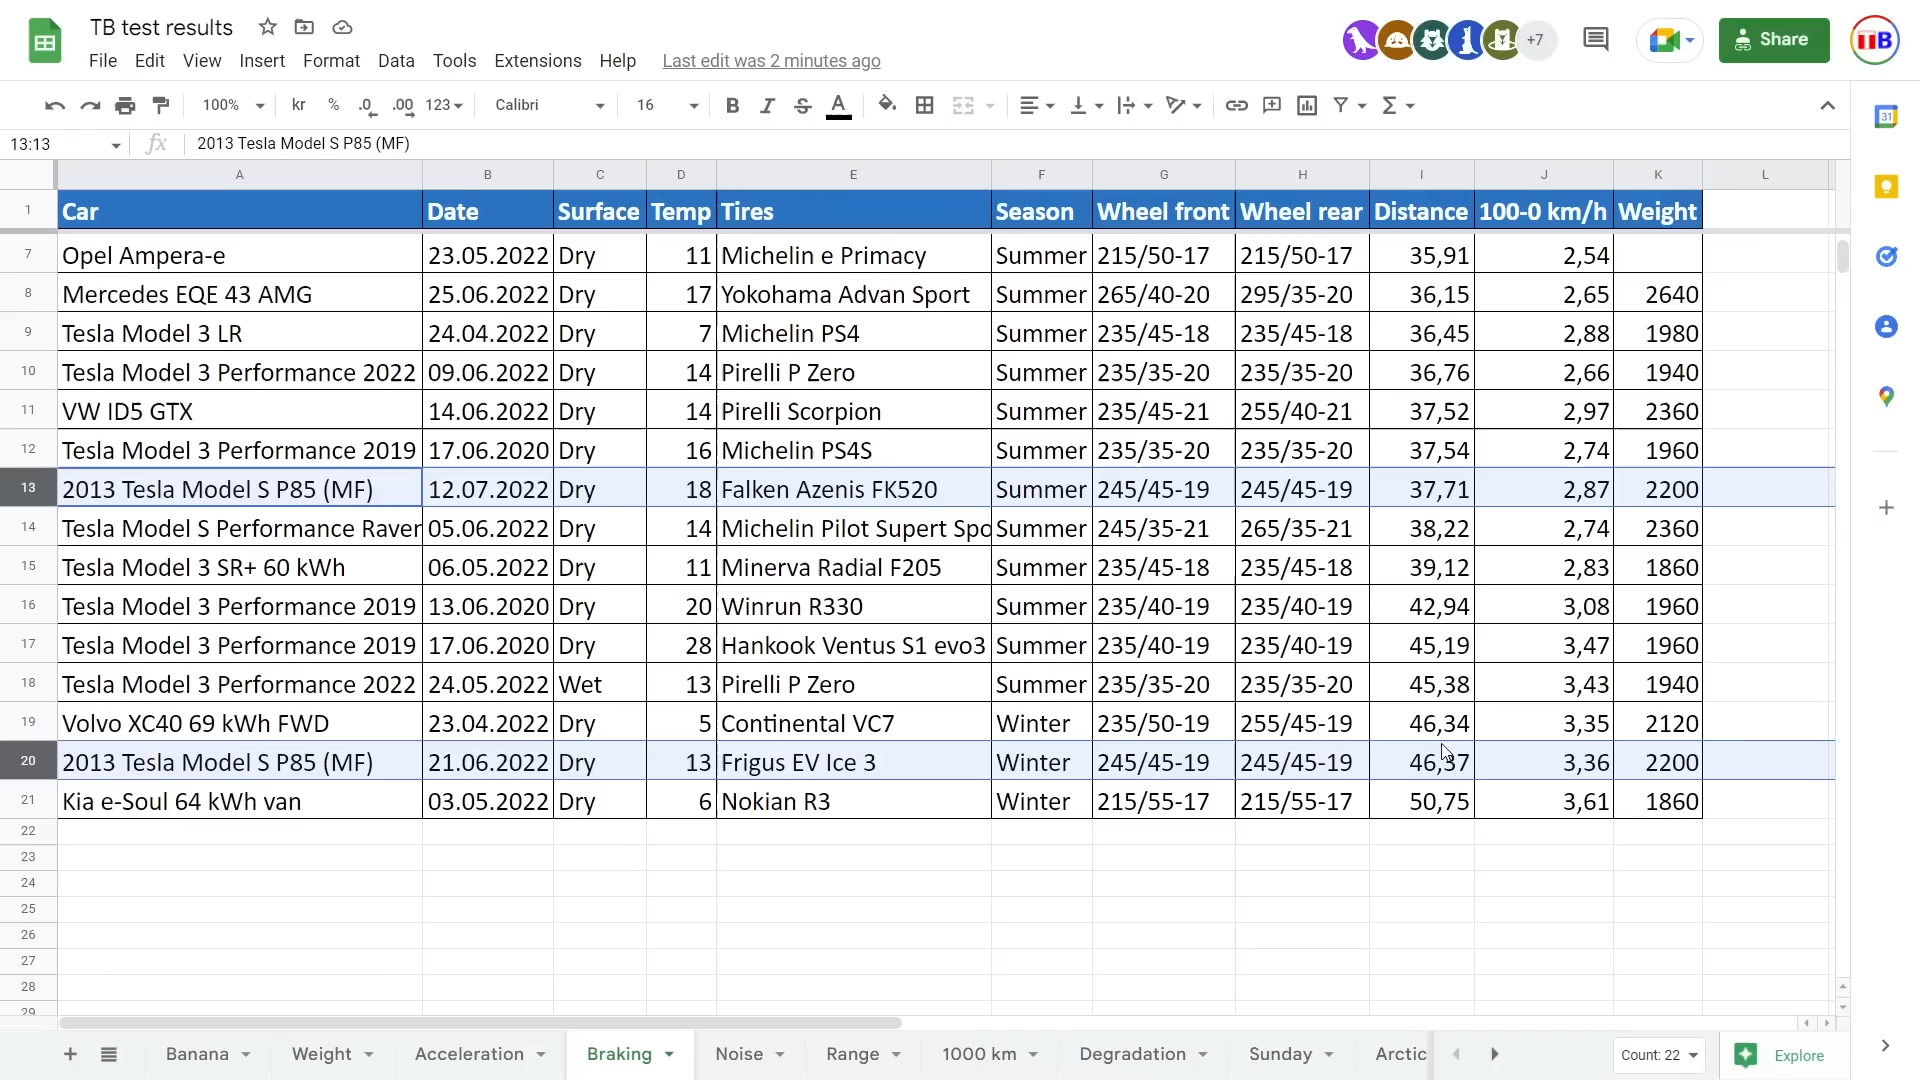 TB test results
File Edit View Insert Format Data Tools Extensions Help Last edit was 2 minutes ago
+7
Share
TB
100% kr % .0 .00 123 Calibri 16 B I S A Σ
13:13 fx 2013 Tesla Model S P85 (MF)
A B C D E F G H I J K L
1 Car Date Surface Temp Tires Season Wheel front Wheel rear Distance 100-0 km/h Weight
7 Opel Ampera-e 23.05.2022 Dry 11 Michelin e Primacy Summer 215/50-17 215/50-17 35,91 2,54
8 Mercedes EQE 43 AMG 25.06.2022 Dry 17 Yokohama Advan Sport Summer 265/40-20 295/35-20 36,15 2,65 2640
9 Tesla Model 3 LR 24.04.2022 Dry 7 Michelin PS4 Summer 235/45-18 235/45-18 36,45 2,88 1980
10 Tesla Model 3 Performance 2022 09.06.2022 Dry 14 Pirelli P Zero Summer 235/35-20 235/35-20 36,76 2,66 1940
11 VW ID5 GTX 14.06.2022 Dry 14 Pirelli Scorpion Summer 235/45-21 255/40-21 37,52 2,97 2360
12 Tesla Model 3 Performance 2019 17.06.2020 Dry 16 Michelin PS4S Summer 235/35-20 235/35-20 37,54 2,74 1960
13 2013 Tesla Model S P85 (MF) 12.07.2022 Dry 18 Falken Azenis FK520 Summer 245/45-19 245/45-19 37,71 2,87 2200
14 Tesla Model S Performance Raver 05.06.2022 Dry 14 Michelin Pilot Supert Spo Summer 245/35-21 265/35-21 38,22 2,74 2360
15 Tesla Model 3 SR+ 60 kWh 06.05.2022 Dry 11 Minerva Radial F205 Summer 235/45-18 235/45-18 39,12 2,83 1860
16 Tesla Model 3 Performance 2019 13.06.2020 Dry 20 Winrun R330 Summer 235/40-19 235/40-19 42,94 3,08 1960
17 Tesla Model 3 Performance 2019 17.06.2020 Dry 28 Hankook Ventus S1 evo3 Summer 235/40-19 235/40-19 45,19 3,47 1960
18 Tesla Model 3 Performance 2022 24.05.2022 Wet 13 Pirelli P Zero Summer 235/35-20 235/35-20 45,38 3,43 1940
19 Volvo XC40 69 kWh FWD 23.04.2022 Dry 5 Continental VC7 Winter 235/50-19 255/45-19 46,34 3,35 2120
20 2013 Tesla Model S P85 (MF) 21.06.2022 Dry 13 Frigus EV Ice 3 Winter 245/45-19 245/45-19 46,37 3,36 2200
21 Kia e-Soul 64 kWh van 03.05.2022 Dry 6 Nokian R3 Winter 215/55-17 215/55-17 50,75 3,61 1860
22
23
24
25
26
27
28
29
31
Banana Weight Acceleration Braking Noise Range 1000 km Degradation Sunday Arctic Count: 22 Explore